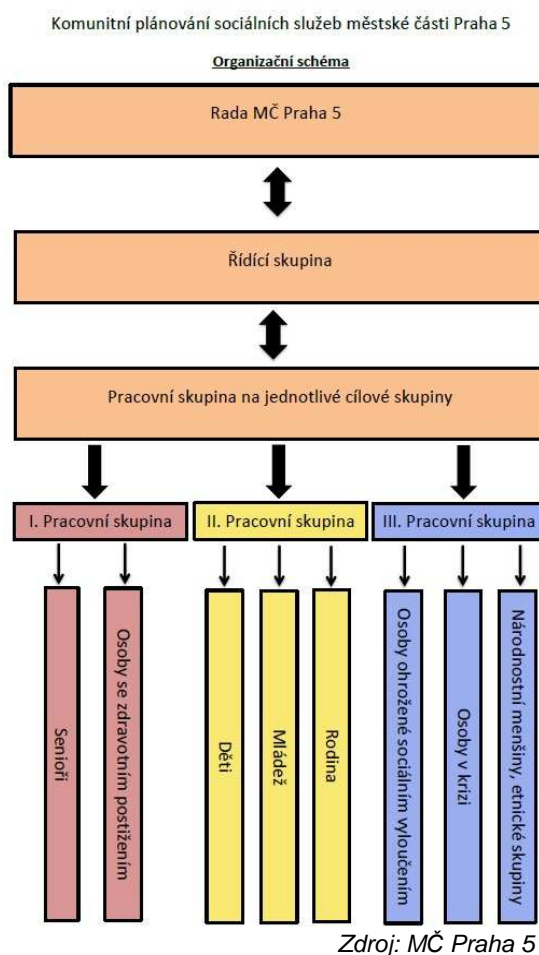 Komunitní plánování sociálních služeb městské části Praha 5
Organizační schéma
Rada MČ Praha 5
Řídící skupina
Pracovní skupina na jednotlivé cílové skupiny
I. Pracovní skupina
II. Pracovní skupina
III. Pracovní skupina
Senioři
Osoby se zdravotním postižením
Děti
Mládež
Rodina
Osoby ohrožené sociálním vyloučením
Osoby v krizi
Národnostní menšiny, etnické skupiny
Zdroj: MČ Praha 5